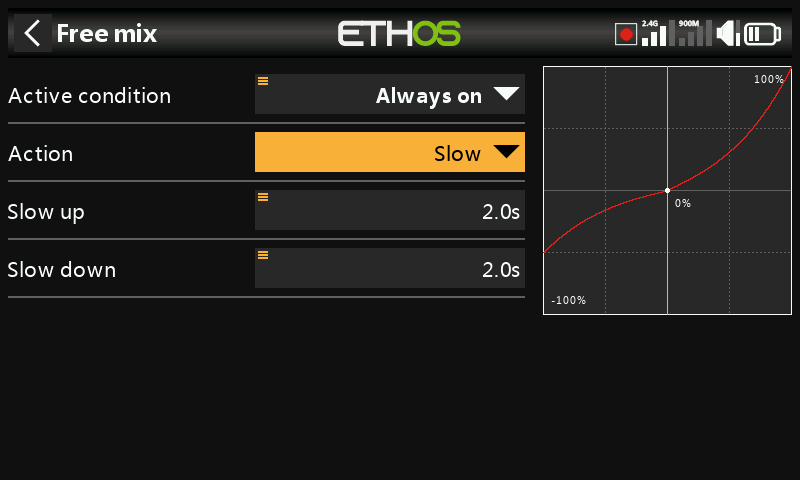 Free mix
ETHOS
2.4G
900M
Active condition
Always on
Action
Slow
Slow up
2.0s
Slow down
2.0s
100%
0%
-100%